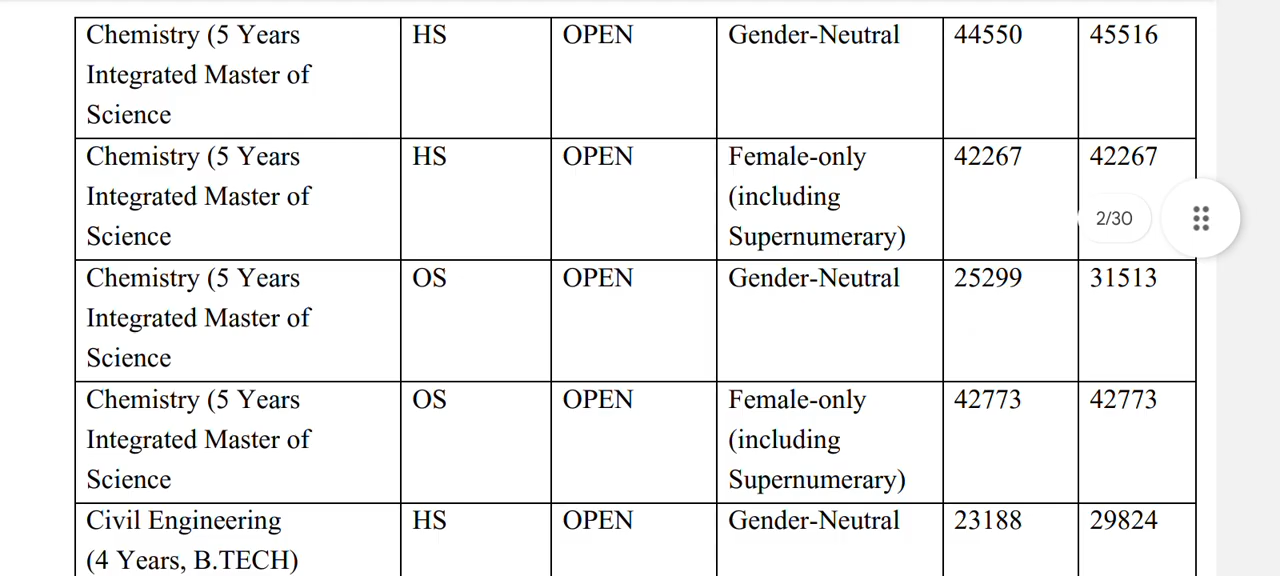 Chemistry (5 Years Integrated Master of Science HS OPEN Gender-Neutral 44550 45516
Chemistry (5 Years Integrated Master of Science HS OPEN Female-only (including Supernumerary) 42267 42267
2/30
Chemistry (5 Years Integrated Master of Science OS OPEN Gender-Neutral 25299 31513
Chemistry (5 Years Integrated Master of Science OS OPEN Female-only (including Supernumerary) 42773 42773
Civil Engineering (4 Years, B.TECH) HS OPEN Gender-Neutral 23188 29824